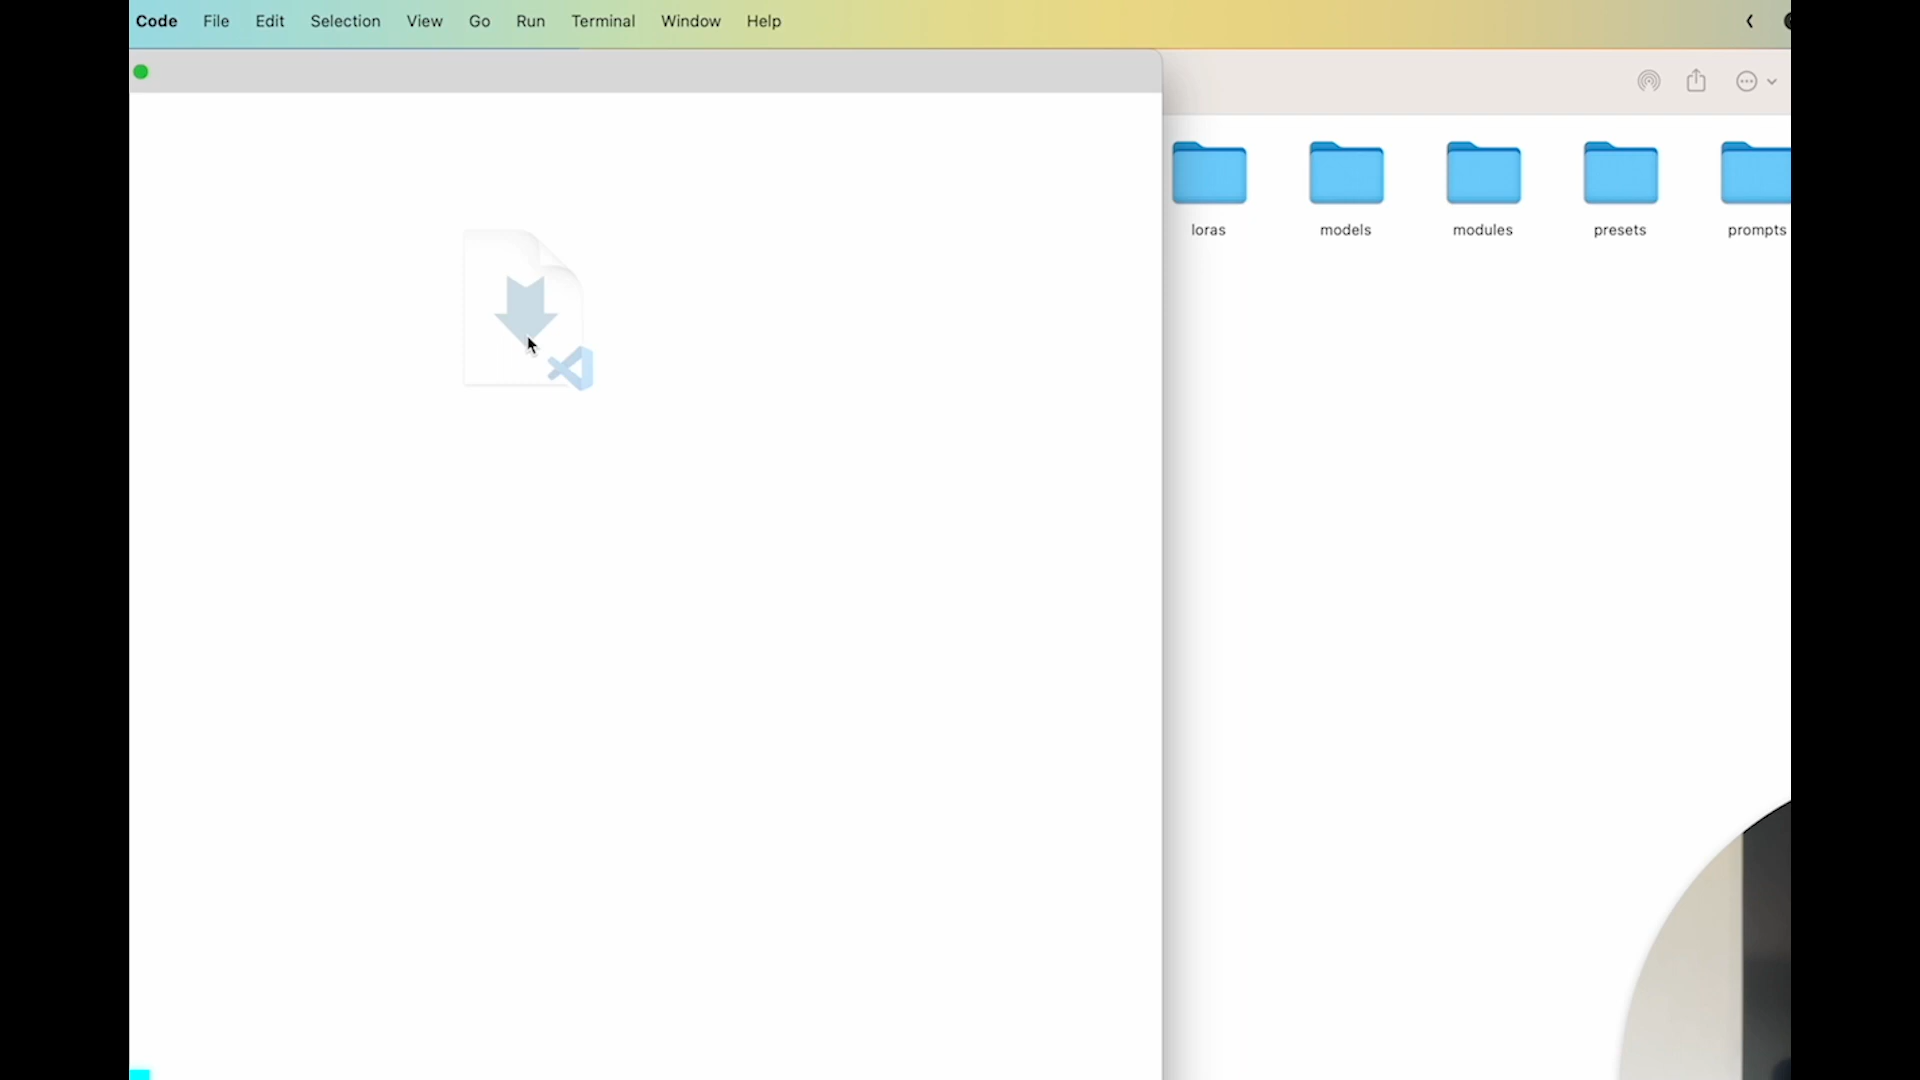 Code File Edit Selection View Go Run Terminal Window Help
loras models modules presets prompts